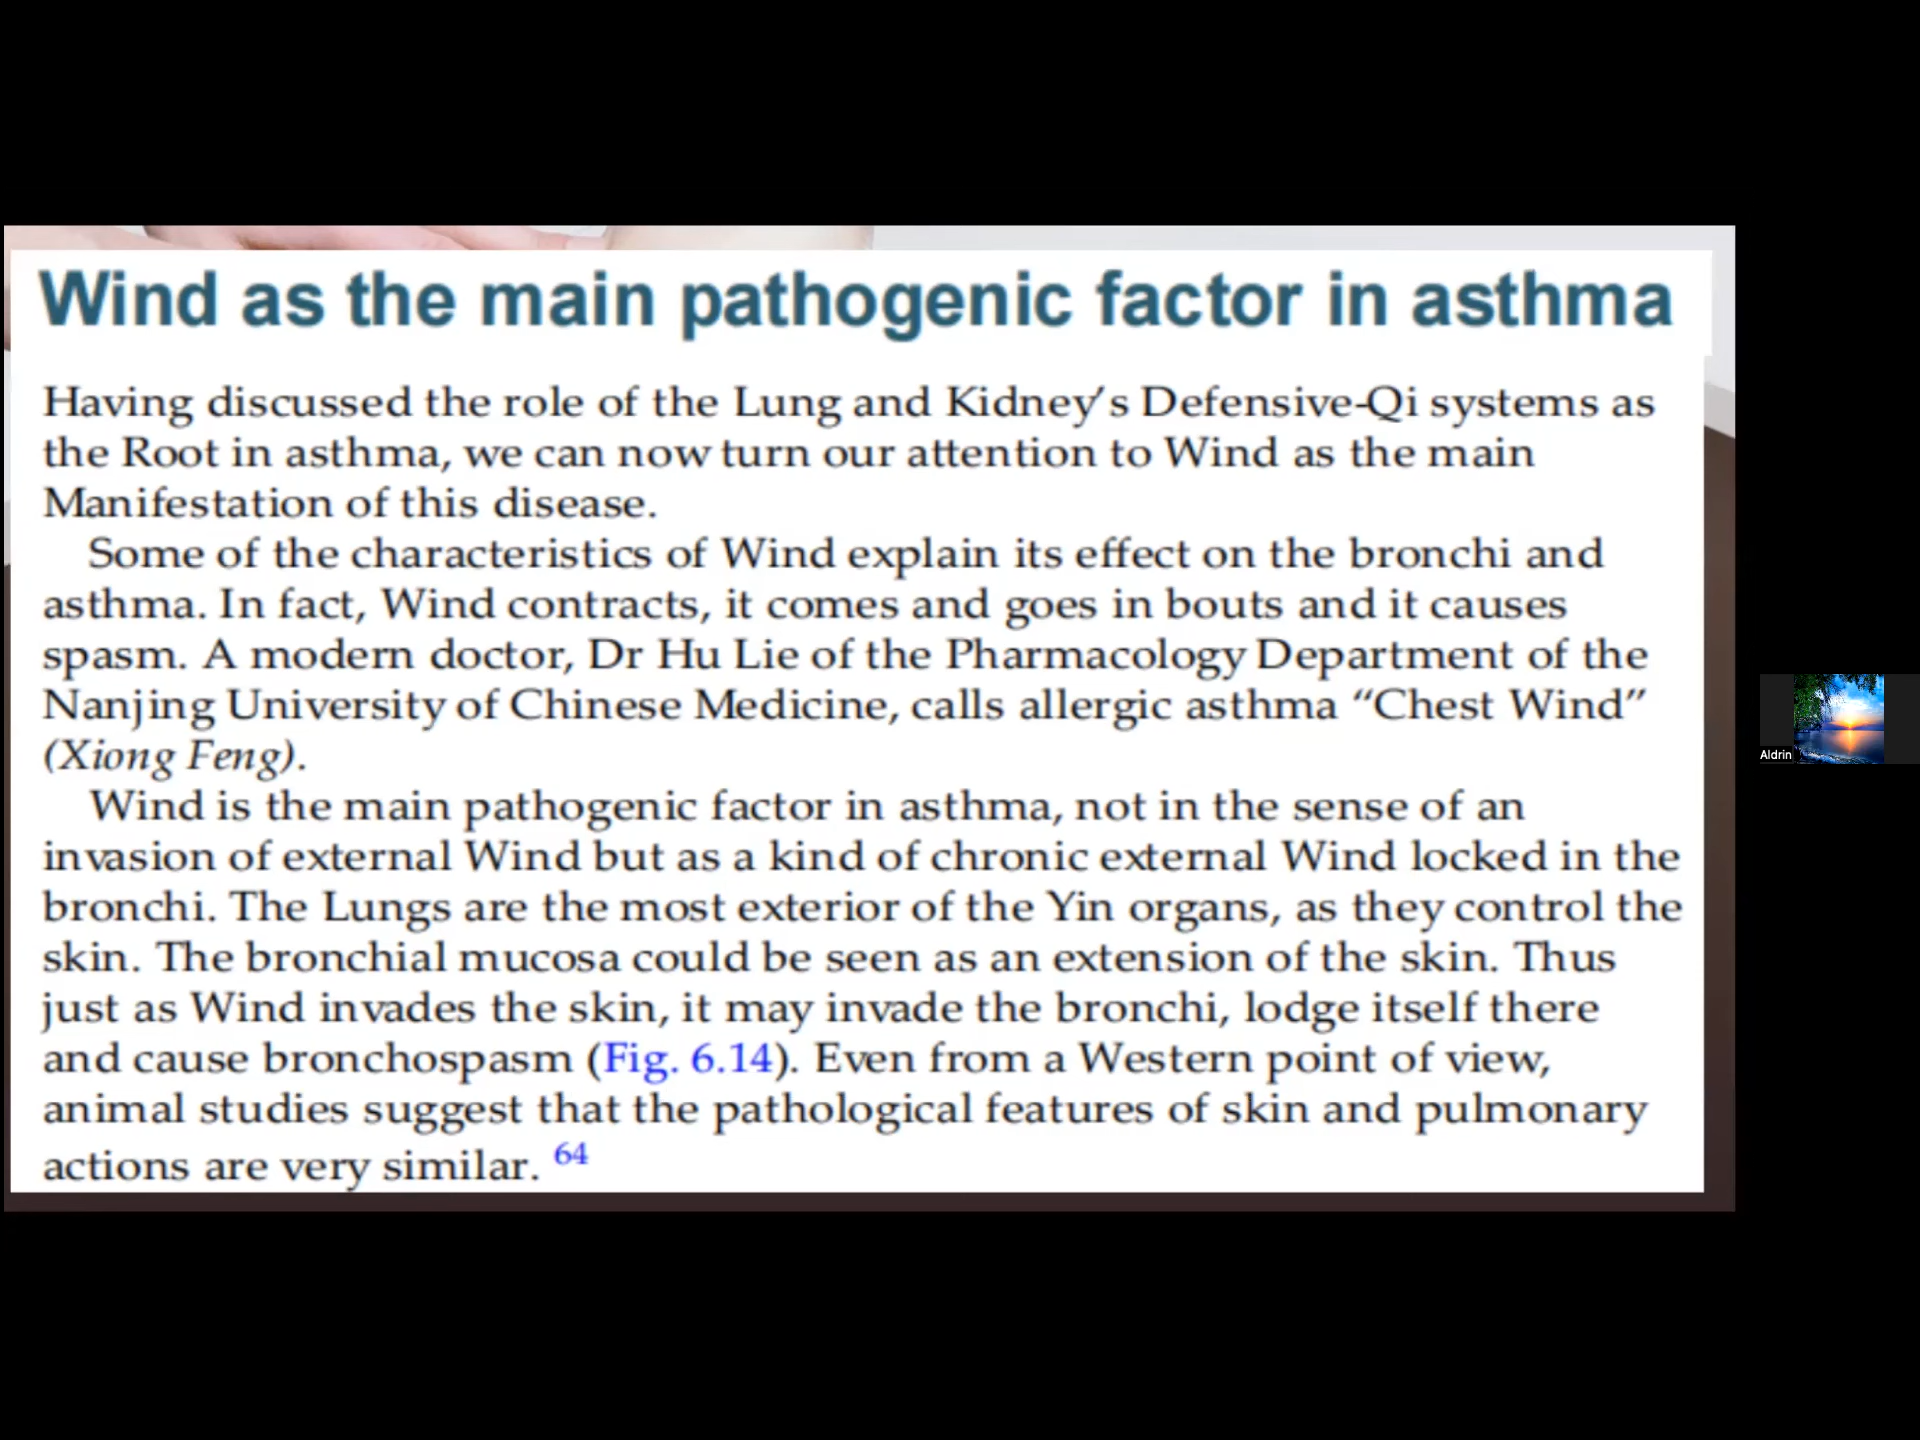 Wind as the main pathogenic factor in asthma
Having discussed the role of the Lung and Kidney's Defensive-Qi systems as
the Root in asthma, we can now turn our attention to Wind as the main
Manifestation of this disease.
Some of the characteristics of Wind explain its effect on the bronchi and
asthma. In fact, Wind contracts, it comes and goes in bouts and it causes
spasm. A modern doctor, Dr Hu Lie of the Pharmacology Department of the
Nanjing University of Chinese Medicine, calls allergic asthma “Chest Wind”
(Xiong Feng).
Wind is the main pathogenic factor in asthma, not in the sense of an
invasion of external Wind but as a kind of chronic external Wind locked in the
bronchi. The Lungs are the most exterior of the Yin organs, as they control the
skin. The bronchial mucosa could be seen as an extension of the skin. Thus
just as Wind invades the skin, it may invade the bronchi, lodge itself there
and cause bronchospasm (Fig. 6.14). Even from a Western point of view,
animal studies suggest that the pathological features of skin and pulmonary
actions are very similar. 64
Aldrin